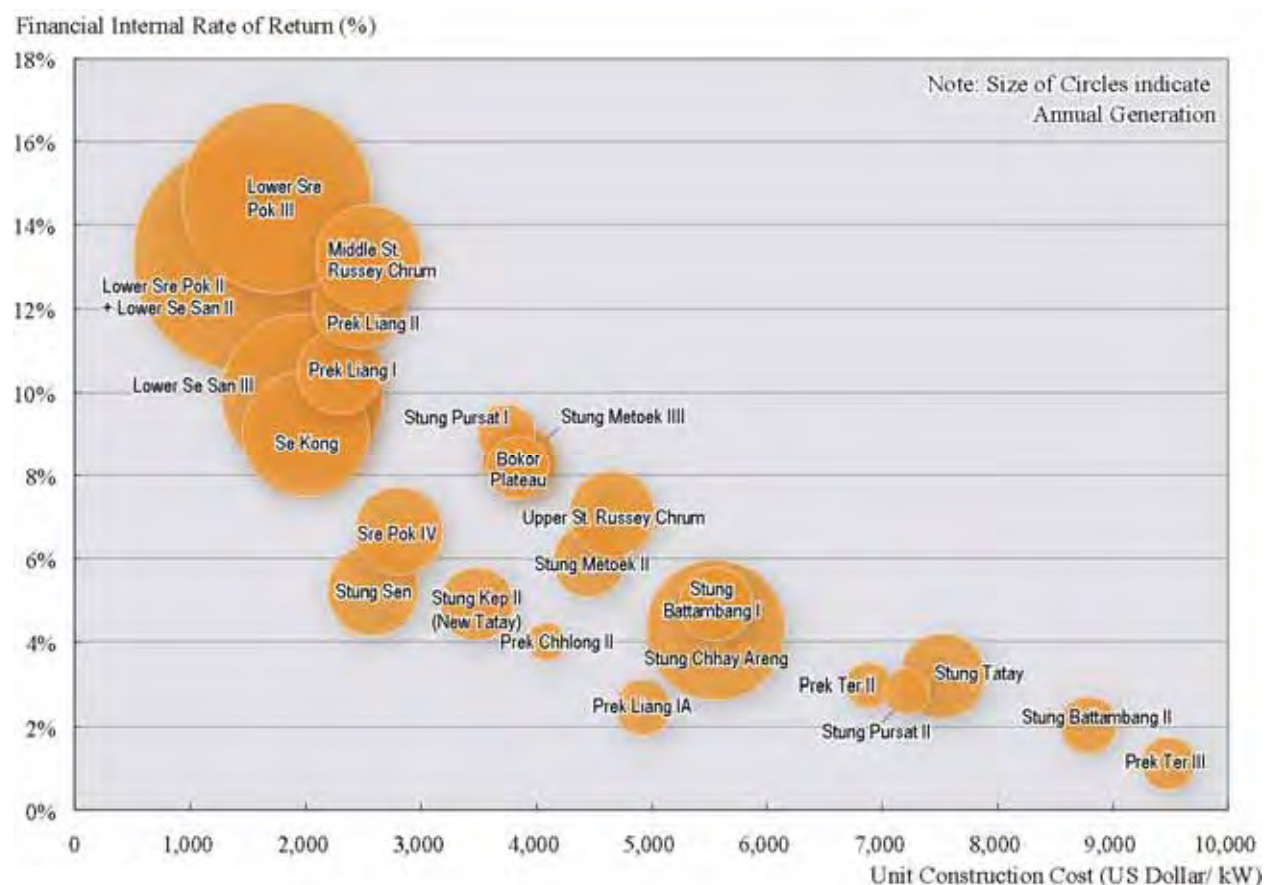 Financial Internal Rate of Return (%)
18%
Note: Size of Circles indicate
Annual Generation
16%
Lower Sre
Pok III
14%
Middle St.
Russey Chrum
Lower Sre Pok II
+ Lower Se San II
12%
Prek Liang II
Prek Liang I
Lower Se San III
10%
Stung Pursat I
Stung Metoek IIII
Se Kong
Bokor
Plateau
8%
Upper St. Russey Chrum
Sre Pok IV
6%
Stung Metoek II
Stung Sen
Stung Kep II
(New Tatay)
Stung
Battambang I
Prek Chhlong II
4%
Stung Chhay Areng
Prek Ter II
Stung Tatay
Prek Liang IA
Stung Pursat II
Stung Battambang II
2%
Prek Ter III
0%
0 1,000 2,000 3,000 4,000 5,000 6,000 7,000 8,000 9,000 10,000
Unit Construction Cost (US Dollar/ kW)